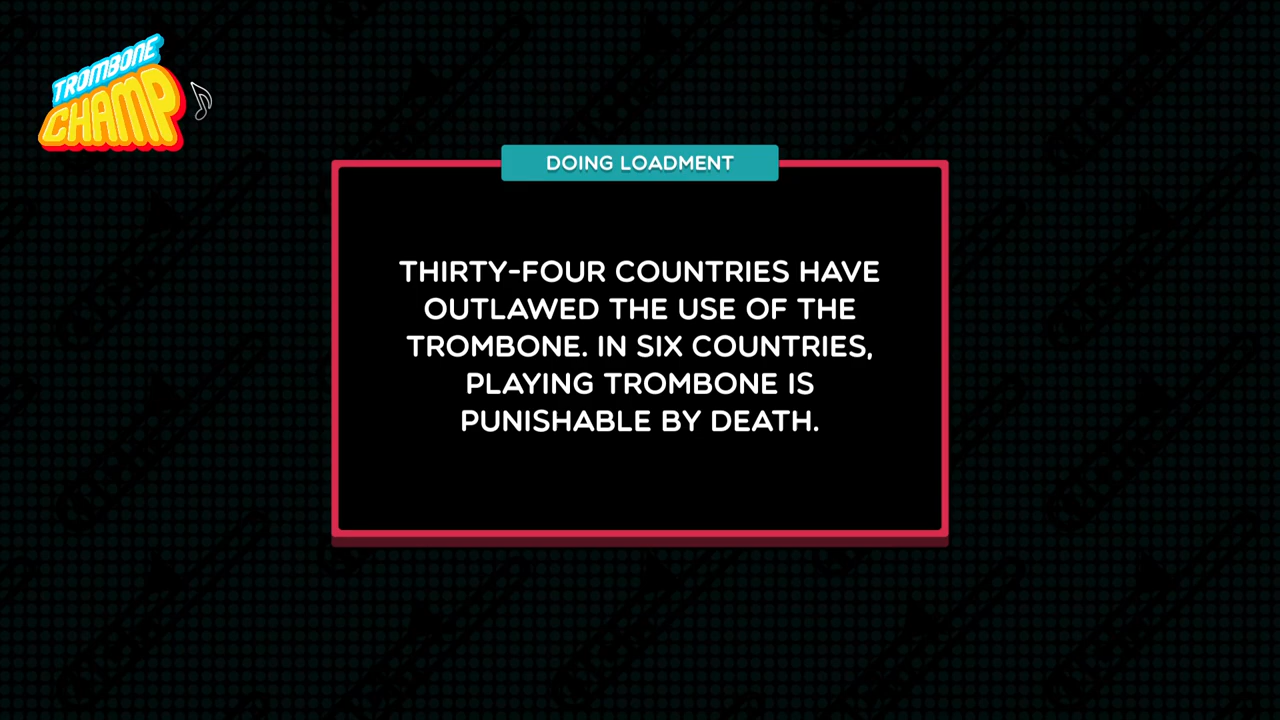 TROMBONE
CHAMP
DOING LOADMENT
THIRTY-FOUR COUNTRIES HAVE
OUTLAWED THE USE OF THE
TROMBONE. IN SIX COUNTRIES,
PLAYING TROMBONE IS
PUNISHABLE BY DEATH.